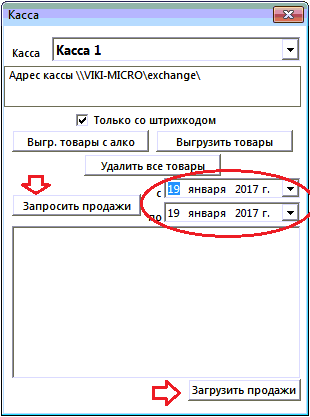 Касса
Касса Касса 1
Адрес кассы \\VIKI-MICRO\exchange\
Только со штрихкодом
Выгр. товары с алко Выгрузить товары
Удалить все товары
с 19 января 2017 г.
Запросить продажи
по 19 января 2017 г.
Загрузить продажи